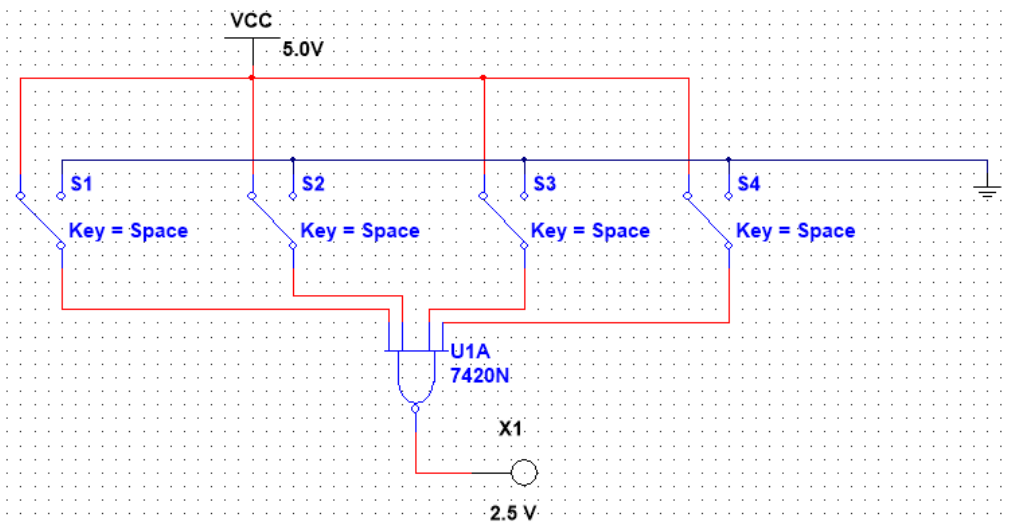 VCC
5.0V
S1
S2
S3
S4
Key = Space
Key = Space
Key = Space
Key = Space
U1A
7420N
X1
2.5 V